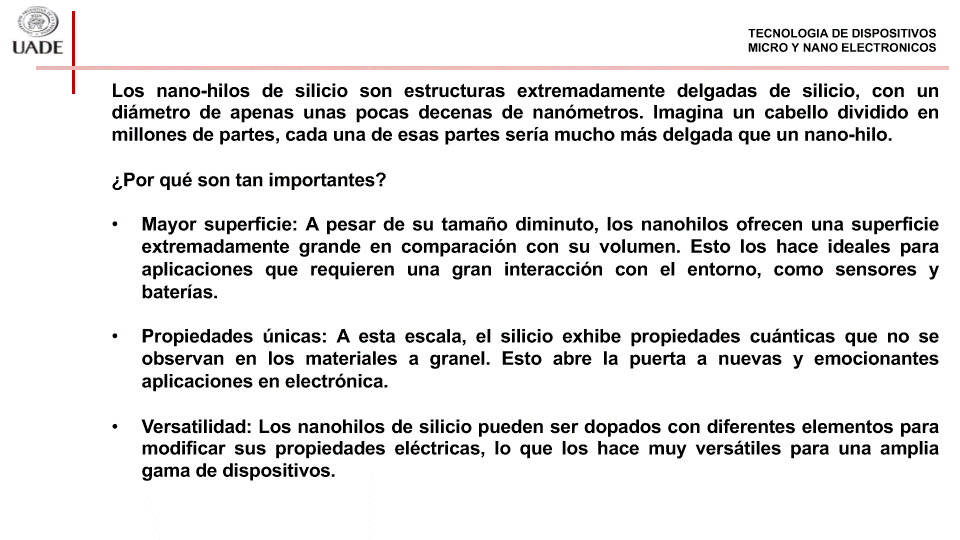 UADE
TECNOLOGIA DE DISPOSITIVOS
MICRO Y NANO ELECTRONICOS
Los nano-hilos de silicio son estructuras extremadamente delgadas de silicio, con un
diámetro de apenas unas pocas decenas de nanómetros. Imagina un cabello dividido en
millones de partes, cada una de esas partes sería mucho más delgada que un nano-hilo.
¿Por qué son tan importantes?
• Mayor superficie: A pesar de su tamaño diminuto, los nanohilos ofrecen una superficie
extremadamente grande en comparación con su volumen. Esto los hace ideales para
aplicaciones que requieren una gran interacción con el entorno, como sensores y
baterías.
• Propiedades únicas: A esta escala, el silicio exhibe propiedades cuánticas que no se
observan en los materiales a granel. Esto abre la puerta a nuevas y emocionantes
aplicaciones en electrónica.
• Versatilidad: Los nanohilos de silicio pueden ser dopados con diferentes elementos para
modificar sus propiedades eléctricas, lo que los hace muy versátiles para una amplia
gama de dispositivos.